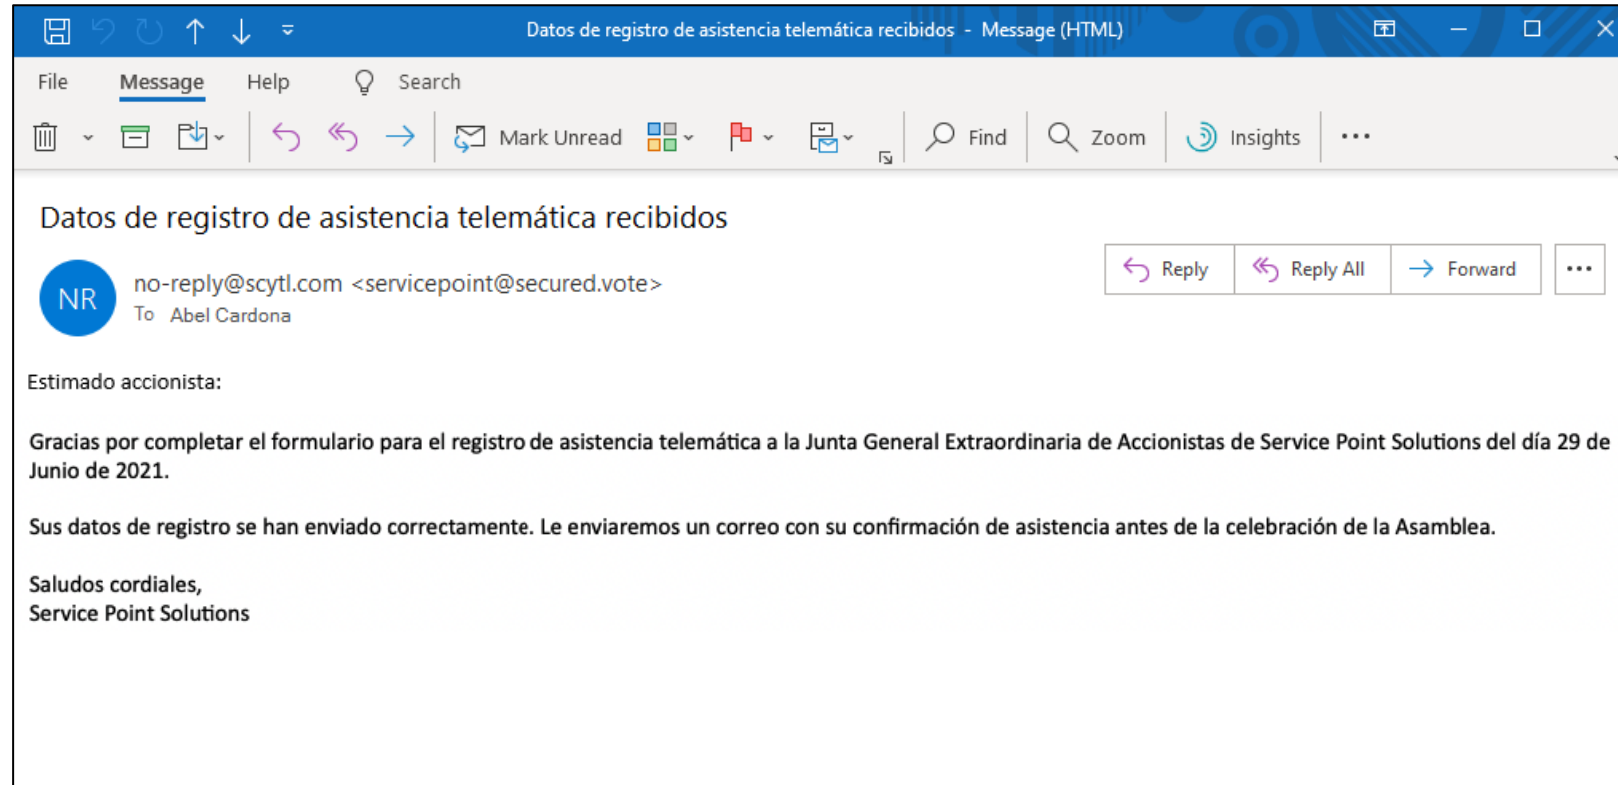 Datos de registro de asistencia telemática recibidos - Message (HTML)
File Message Help Search
Mark Unread Find Zoom Insights
Datos de registro de asistencia telemática recibidos
Reply Reply All Forward
NR
no-reply@scytl.com <servicepoint@secured.vote>
To Abel Cardona
Estimado accionista:
Gracias por completar el formulario para el registro de asistencia telemática a la Junta General Extraordinaria de Accionistas de Service Point Solutions del día 29 de
Junio de 2021.
Sus datos de registro se han enviado correctamente. Le enviaremos un correo con su confirmación de asistencia antes de la celebración de la Asamblea.
Saludos cordiales,
Service Point Solutions